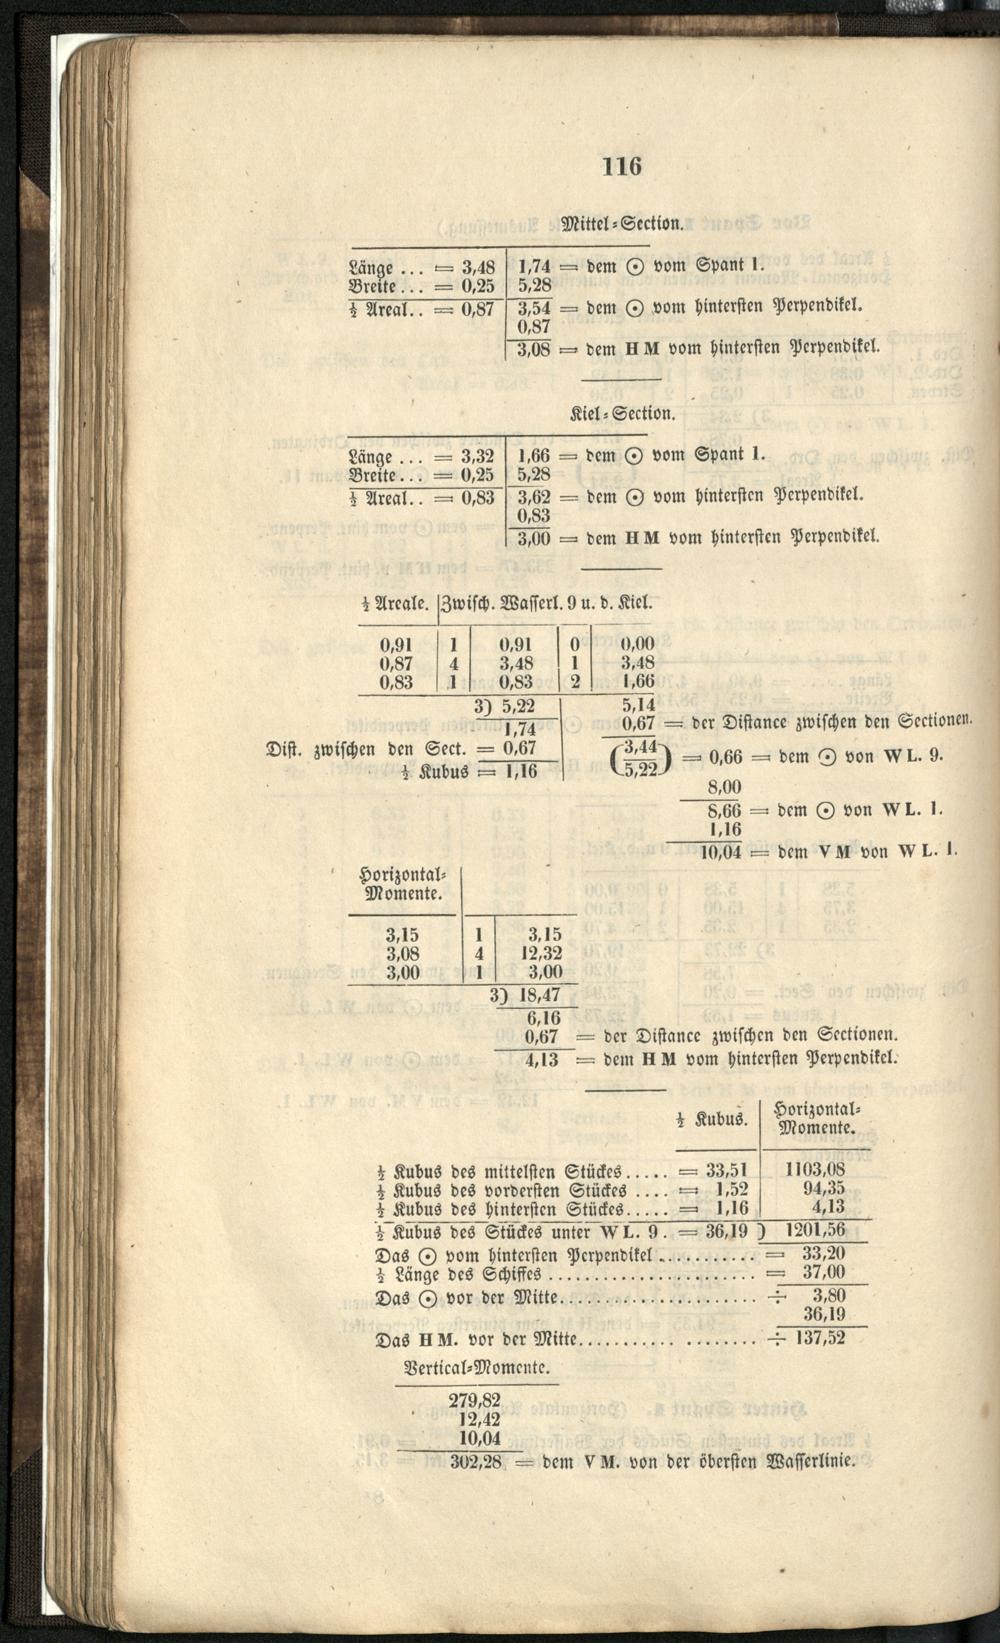 116
Mittel=Section.
Länge ... = 3,48 1,74 = dem ⊙ vom Spant 1.
Breite ... = 0,25 5,28
½ Areal.. = 0,87 3,54 = dem ⊙ vom hintersten Perpendikel.
0,87
3,08 = dem HM vom hintersten Perpendikel.
Kiel=Section.
Länge ... = 3,32 1,66 = dem ⊙ vom Spant 1.
Breite... = 0,25 5,28
½ Areal.. = 0,83 3,62 = dem ⊙ vom hintersten Perpendikel.
0,83
3,00 = dem HM vom hintersten Perpendikel.
½ Areale. Zwisch. Wasserl. 9 u. d. Kiel.
0,91 1 0,91 0 0,00
0,87 4 3,48 1 3,48
0,83 1 0,83 2 1,66
3) 5,22 5,14
1,74 0,67 = der Distance zwischen den Sectionen.
Dist. zwischen den Sect. = 0,67 (3,44/5,22) = 0,66 = dem ⊙ von WL. 9.
½ Kubus = 1,16
8,00
8,66 = dem ⊙ von WL. 1.
1,16
10,04 = dem VM von WL. 1.
Horizontal=
Momente.
3,15 1 3,15
3,08 4 12,32
3,00 1 3,00
3) 18,47
6,16
0,67 = der Distance zwischen den Sectionen.
4,13 = dem HM vom hintersten Perpendikel.
½ Kubus. Horizontal=
Momente.
½ Kubus des mittelsten Stückes..... = 33,51 1103,08
½ Kubus des vordersten Stückes .... = 1,52 94,35
½ Kubus des hintersten Stückes..... = 1,16 4,13
½ Kubus des Stückes unter WL. 9. = 36,19 ) 1201,56
Das ⊙ vom hintersten Perpendikel ........... = 33,20
½ Länge des Schiffes ........................ = 37,00
Das ⊙ vor der Mitte....................... ÷ 3,80
36,19
Das HM. vor der Mitte........... ........ ÷ 137,52
Vertical=Momente.
279,82
12,42
10,04
302,28 = dem VM. von der öbersten Wasserlinie.